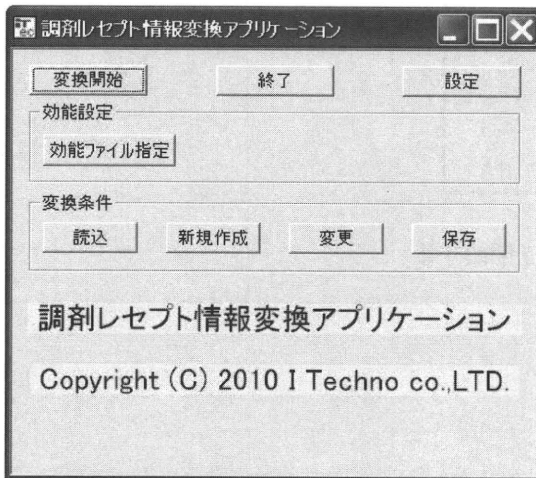 調剤レセプト情報変換アプリケーション
変換開始 終了 設定
効能設定
効能ファイル指定
変換条件
読込 新規作成 変更 保存
調剤レセプト情報変換アプリケーション
Copyright (C) 2010 I Techno co.,LTD.